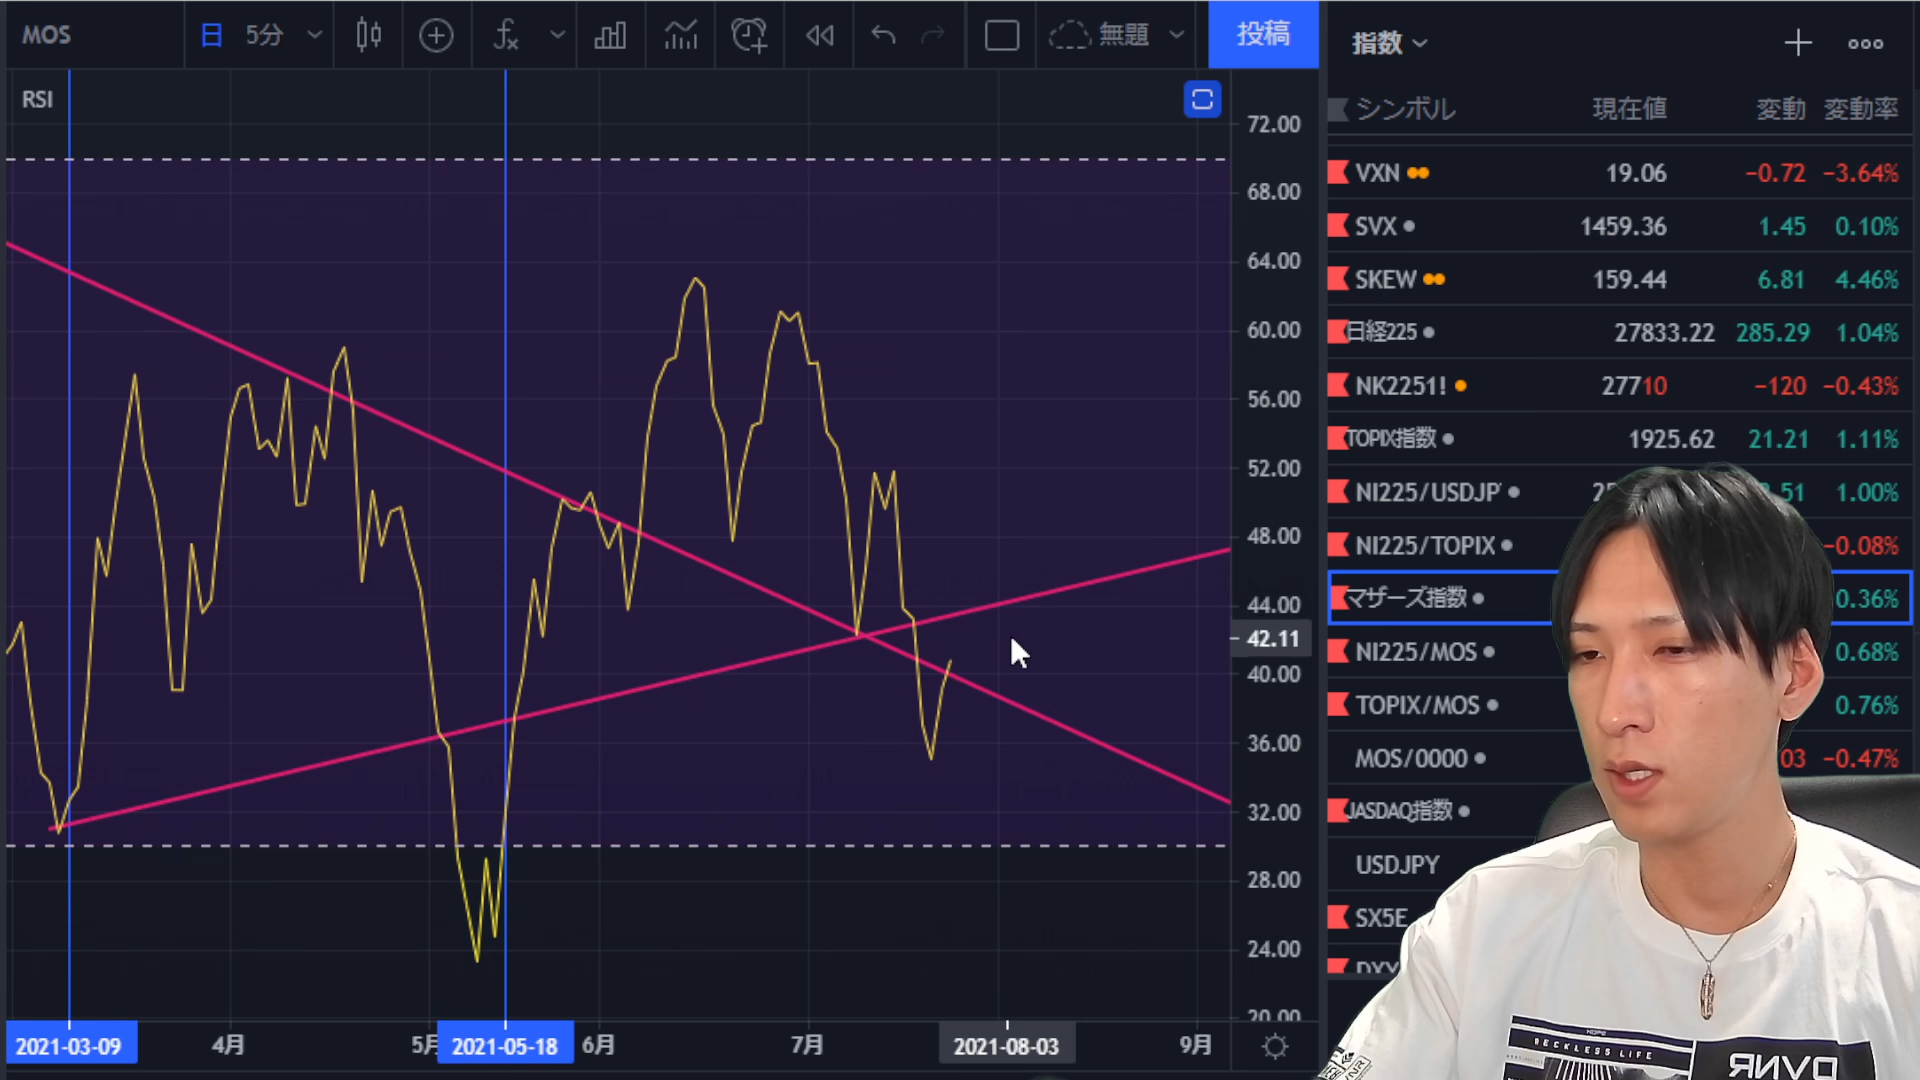 MOS
日 5分
無題
投稿
RSI
72.00
68.00
64.00
60.00
56.00
52.00
48.00
44.00
42.11
40.00
36.00
32.00
28.00
24.00
20.00
2021-03-09 4月 5月 2021-05-18 6月 7月 2021-08-03 9月
指数
シンボル 現在値 変動 変動率
VXN 19.06 −0.72 −3.64%
SVX 1459.36 1.45 0.10%
SKEW 159.44 6.81 4.46%
日経225 27833.22 285.29 1.04%
NK2251! 27710 −120 −0.43%
TOPIX指数 1925.62 21.21 1.11%
NI225/USDJP 51 1.00%
NI225/TOPIX −0.08%
マザーズ指数 0.36%
NI225/MOS 0.68%
TOPIX/MOS 0.76%
MOS/0000 03 −0.47%
JASDAQ指数
USDJPY
SX5E
DXY
HOPE
RECKLESS LIFE